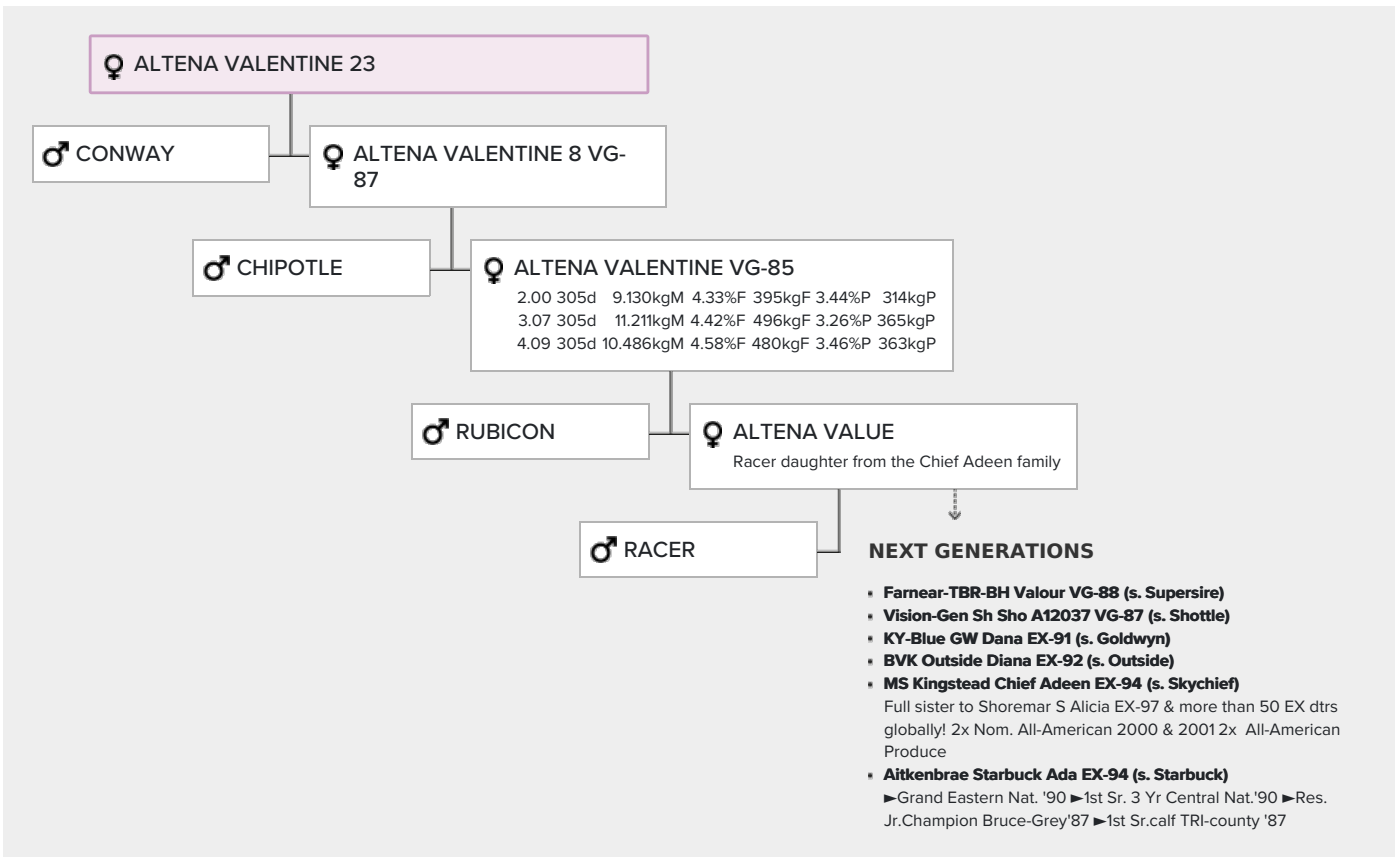 ALTENA VALENTINE 23
CONWAY
ALTENA VALENTINE 8 VG-
87
CHIPOTLE
ALTENA VALENTINE VG-85
2.00 305d 9.130kgM 4.33%F 395kgF 3.44%P 314kgP
3.07 305d 11.211kgM 4.42%F 496kgF 3.26%P 365kgP
4.09 305d 10.486kgM 4.58%F 480kgF 3.46%P 363kgP
RUBICON
ALTENA VALUE
Racer daughter from the Chief Adeen family
RACER
NEXT GENERATIONS
▪ Farnear-TBR-BH Valour VG-88 (s. Supersire)
▪ Vision-Gen Sh Sho A12037 VG-87 (s. Shottle)
▪ KY-Blue GW Dana EX-91 (s. Goldwyn)
▪ BVK Outside Diana EX-92 (s. Outside)
▪ MS Kingstead Chief Adeen EX-94 (s. Skychief)
Full sister to Shoremar S Alicia EX-97 & more than 50 EX dtrs
globally! 2x Nom. All-American 2000 & 2001 2x All-American
Produce
▪ Aitkenbrae Starbuck Ada EX-94 (s. Starbuck)
►Grand Eastern Nat. '90 ►1st Sr. 3 Yr Central Nat.'90 ►Res.
Jr.Champion Bruce-Grey'87 ►1st Sr.calf TRI-county '87